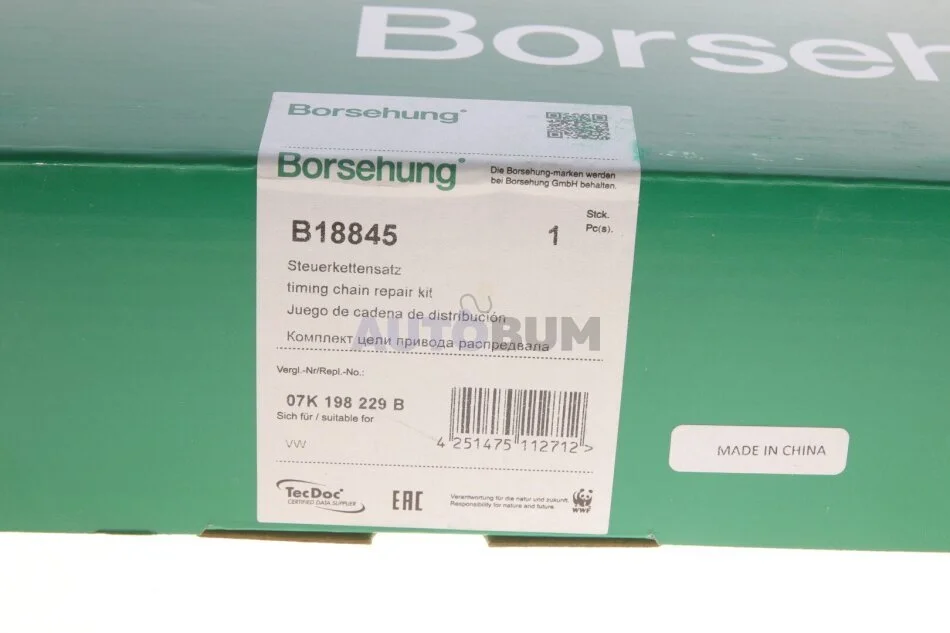 Borseh
Borsehung
Borsehung
Die Borsehung-marken werden
bei Borsehung GmbH behalten.
B18845
1
Stck.
Pc(s).
Steuerkettensatz
timing chain repair kit
Juego de cadena de distribución
AUTOBUM
Комплект цепи привода распредвала
Vergl.-Nr/Repl.-No.:
07K 198 229 B
Sich für / suitable for
VW
4 251475 112712 >
MADE IN CHINA
TecDoc
CERTIFIED DATA SUPPLIER
EAC
Verantwortung für die natur und zukunft.
Responsibility for nature and future.
WWF